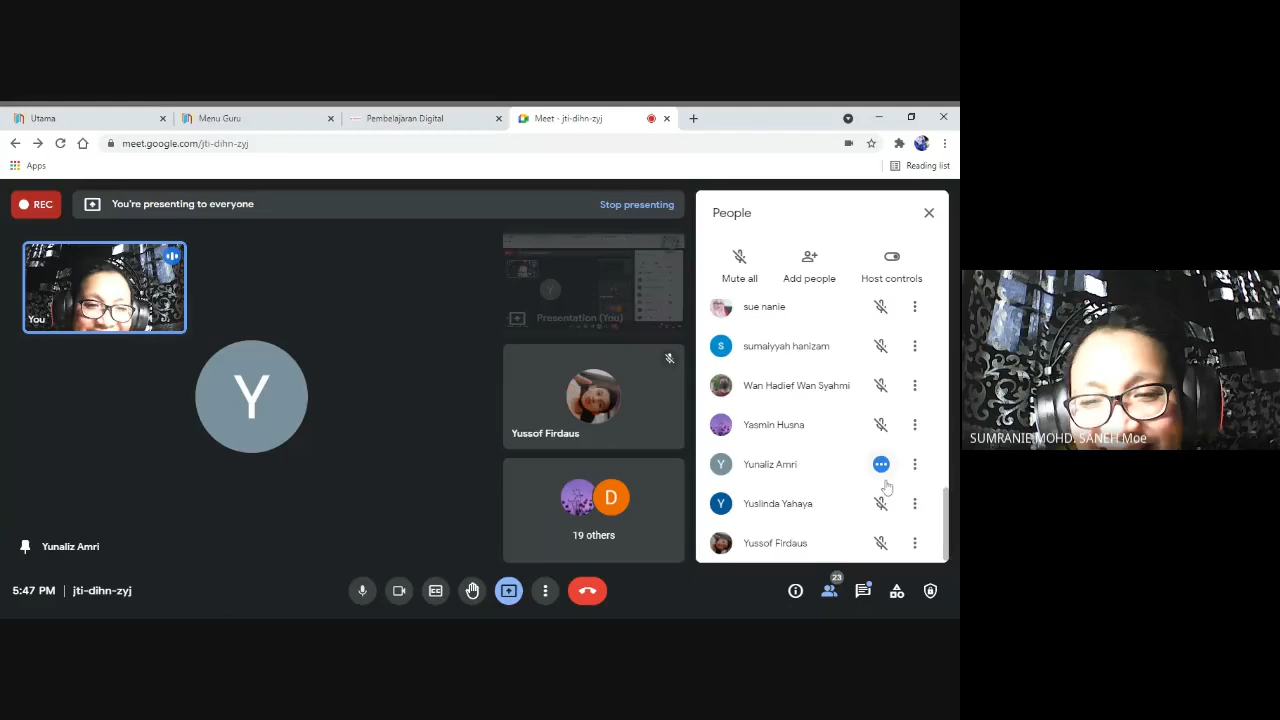 Utama
Menu Guru
Pembelajaran Digital
Meet - jti-dihn-zyj
meet.google.com/jti-dihn-zyj
Apps
Reading list
REC
You're presenting to everyone
Stop presenting
You
Y
Yunaliz Amri
Presentation (You)
Yussof Firdaus
D
19 others
People
Mute all
Add people
Host controls
sue nanie
s
sumaiyyah hanizam
Wan Hadief Wan Syahmi
Yasmin Husna
Y
Yunaliz Amri
Y
Yuslinda Yahaya
Yussof Firdaus
5:47 PM | jti-dihn-zyj
CC
23
SUMRANIE MOHD. SANEH Moe